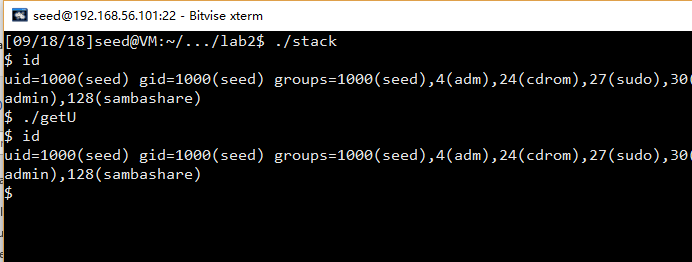 seed@192.168.56.101:22 - Bitvise xterm
[09/18/18]seed@VM:~/.../lab2$ ./stack
$ id
uid=1000(seed) gid=1000(seed) groups=1000(seed),4(adm),24(cdrom),27(sudo),30(
admin),128(sambashare)
$ ./getU
$ id
uid=1000(seed) gid=1000(seed) groups=1000(seed),4(adm),24(cdrom),27(sudo),30(
admin),128(sambashare)
$